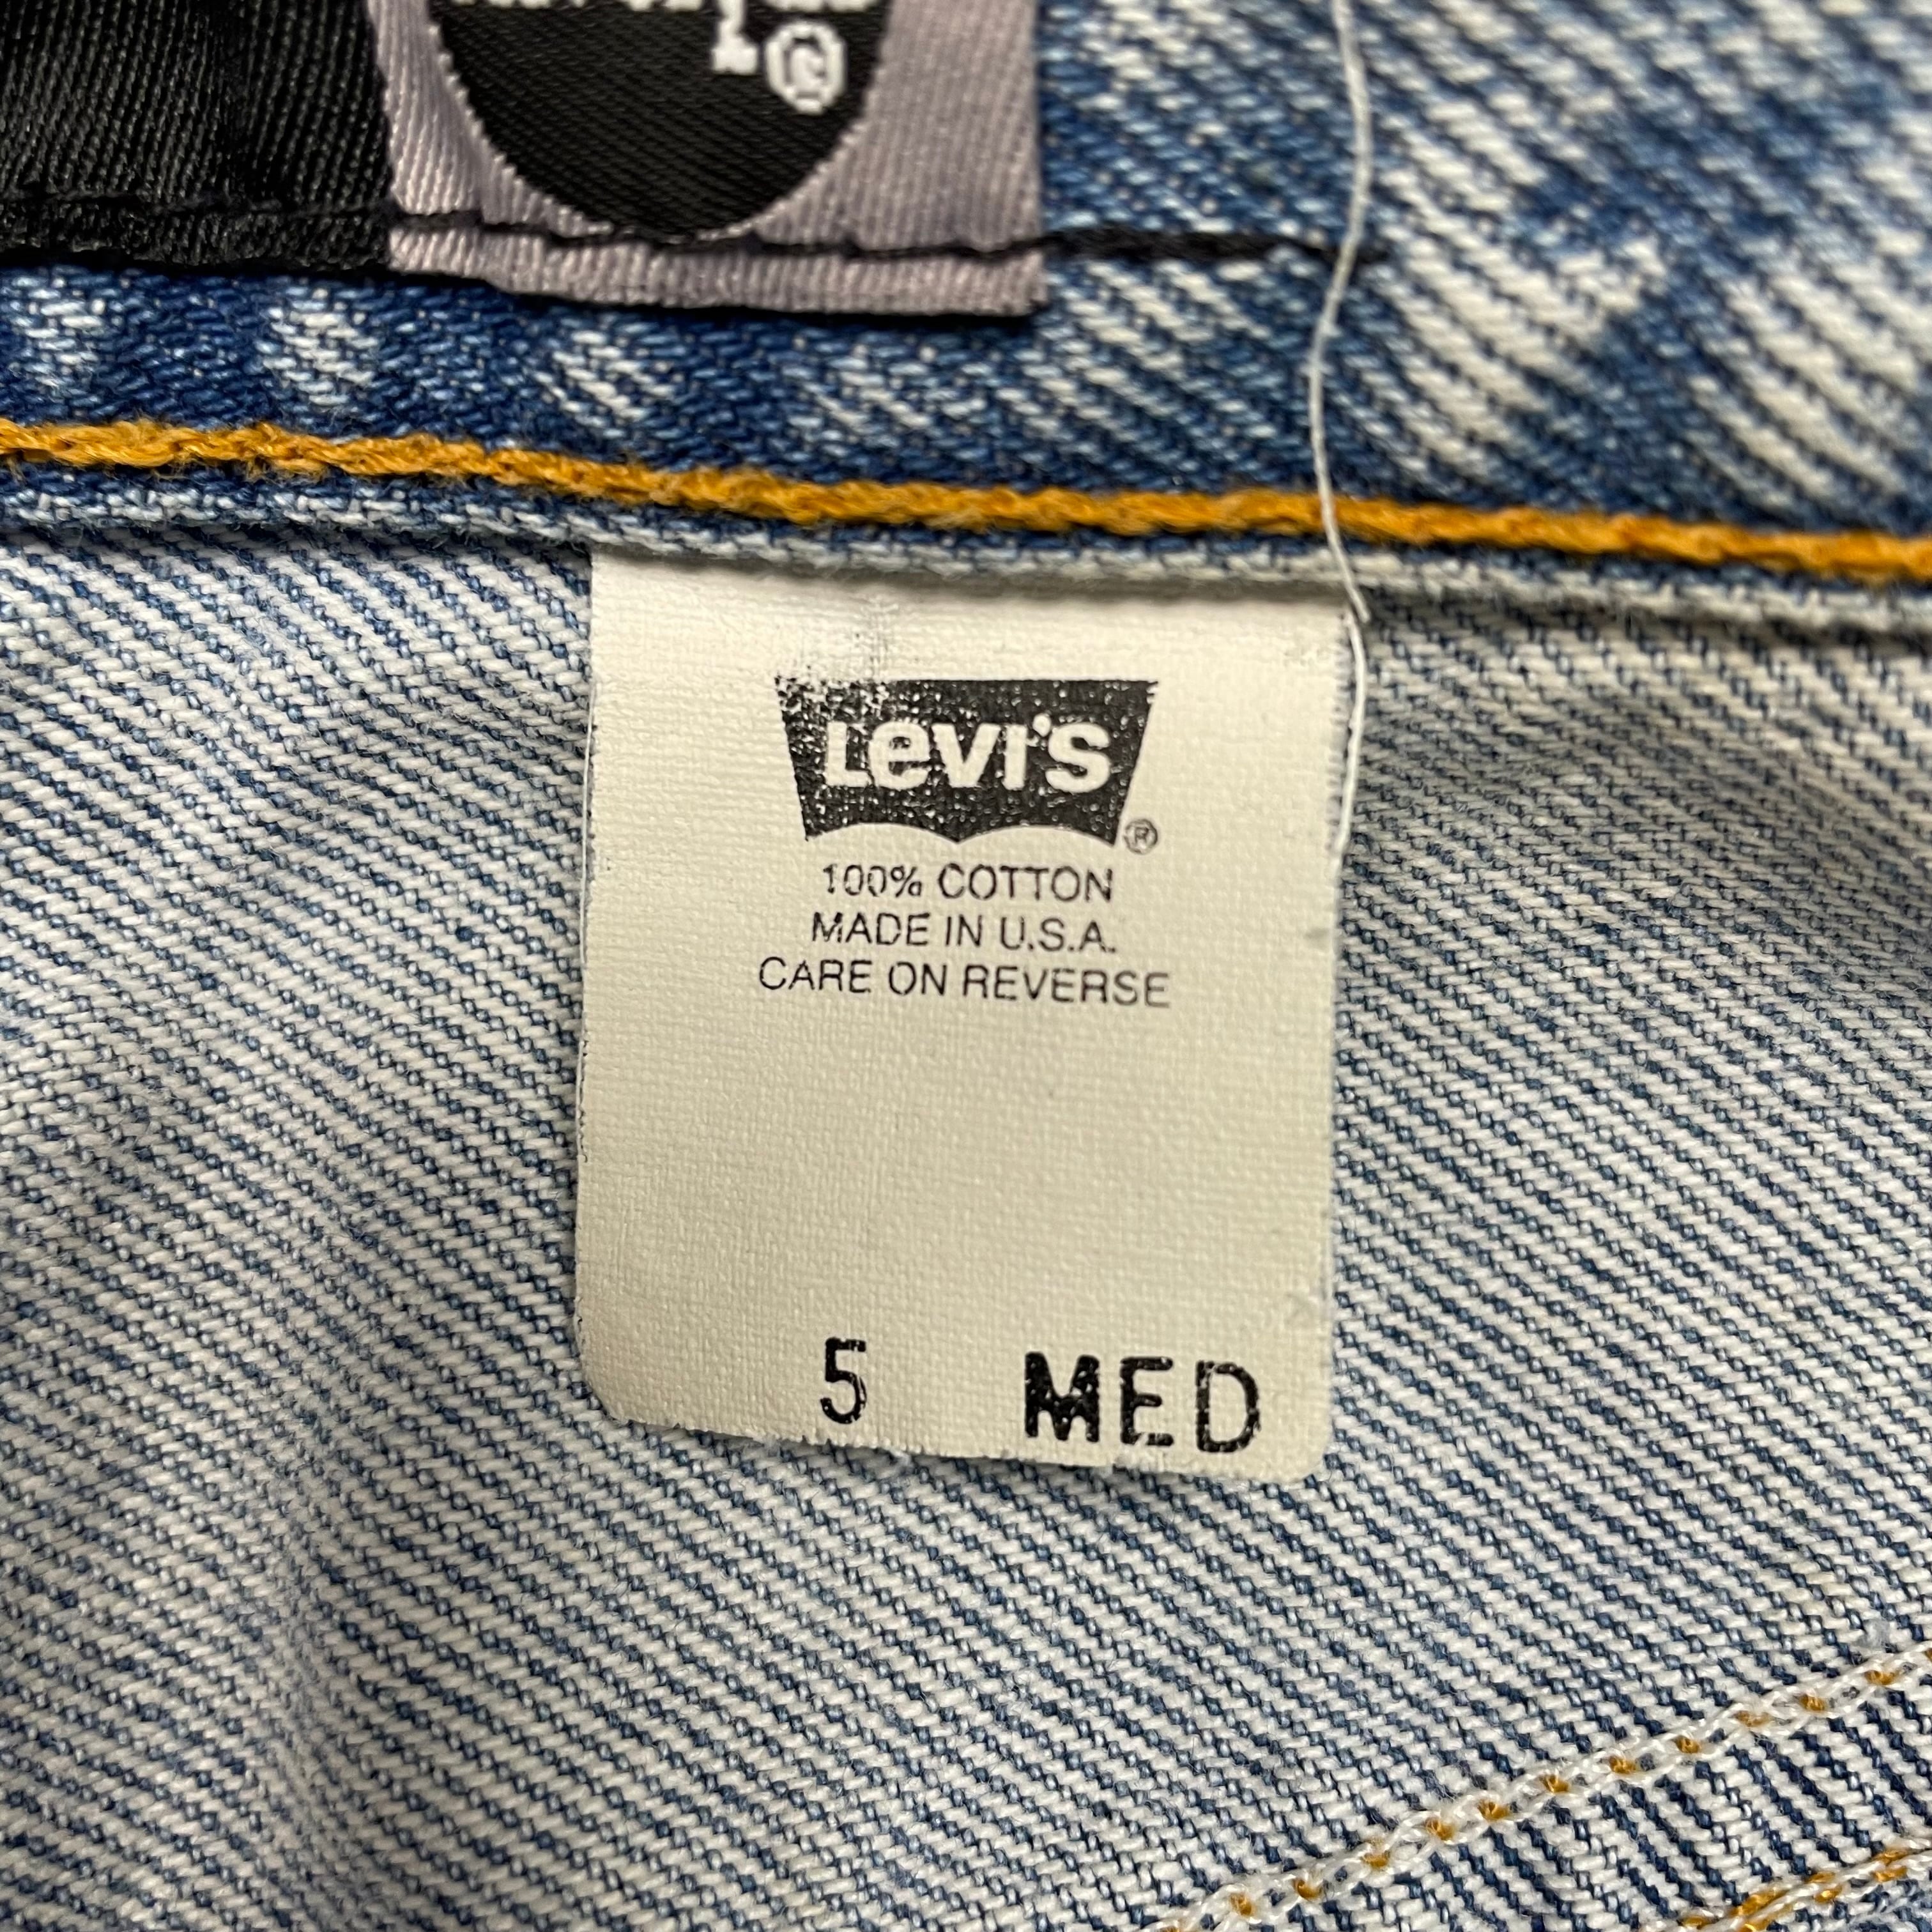 ©
LEVI'S®
100% COTTON
MADE IN U.S.A.
CARE ON REVERSE
5 MED